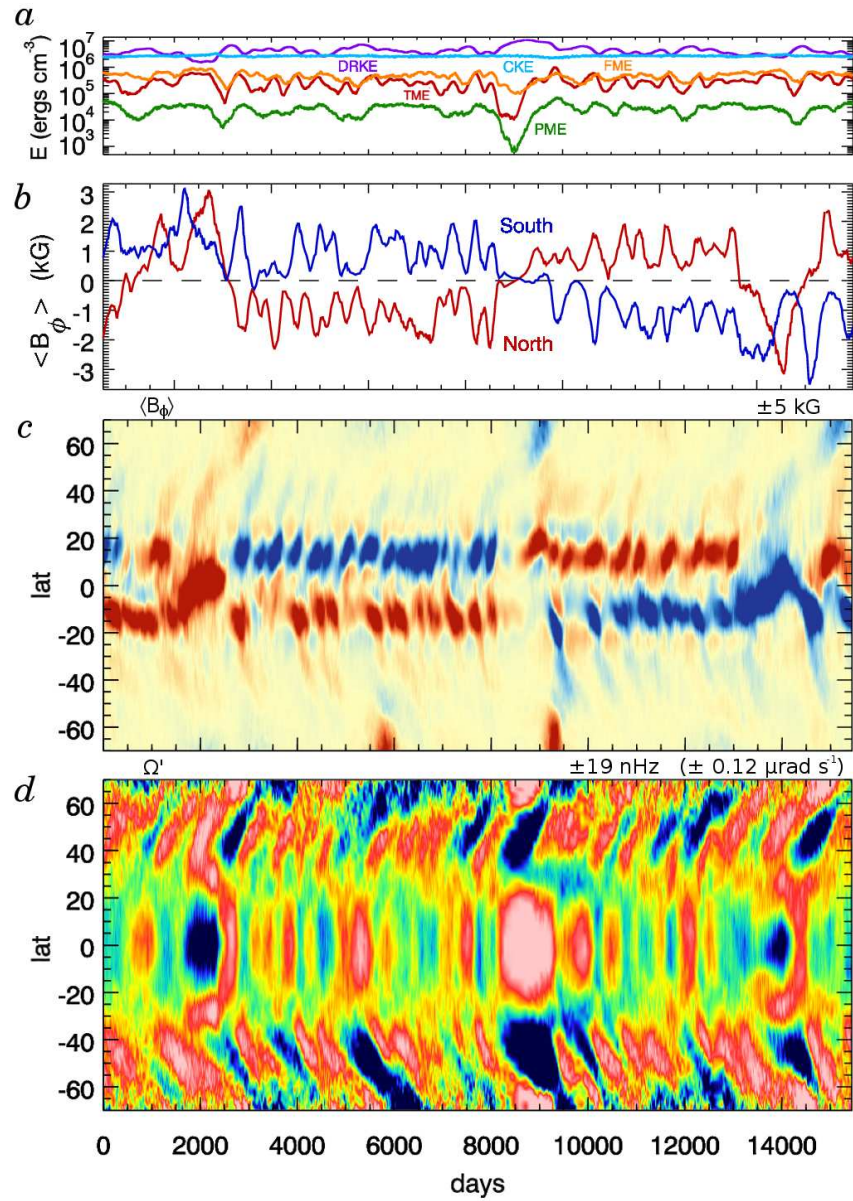 a
E (ergs cm⁻³)
10⁷
10⁶
10⁵
10⁴
10³
DRKE
CKE
FME
TME
PME
b
<B_ϕ> (kG)
3
2
1
0
-1
-2
-3
South
North
⟨B_ϕ⟩
±5 kG
c
lat
60
40
20
0
-20
-40
-60
Ω'
±19 nHz (± 0.12 μrad s⁻¹)
d
lat
60
40
20
0
-20
-40
-60
0 2000 4000 6000 8000 10000 12000 14000
days